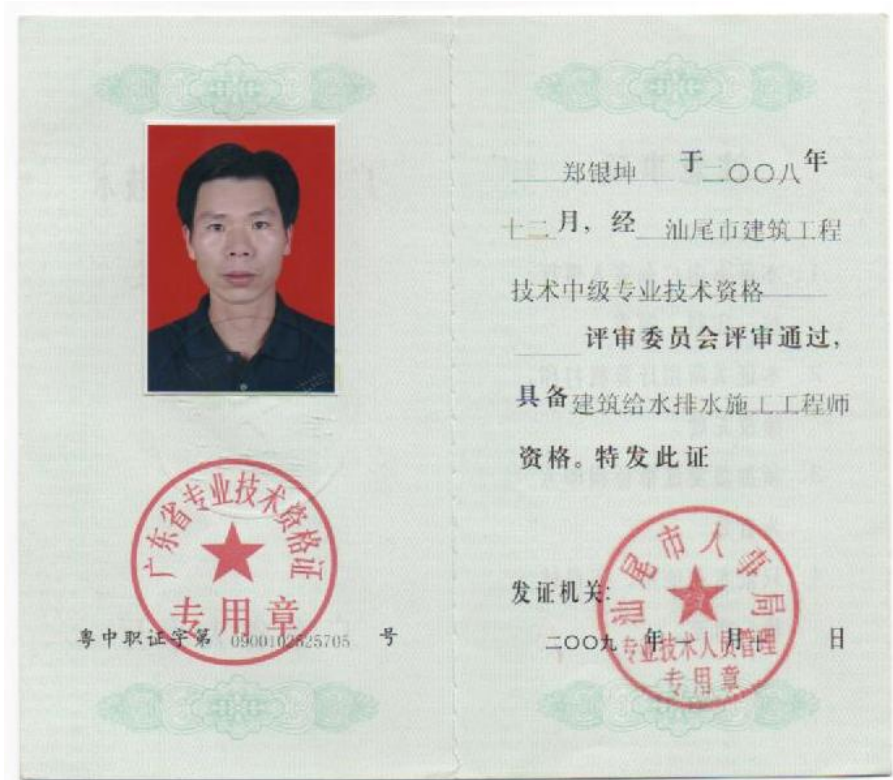 广东省专业技术资格证
专用章
粤中职证字第 0900102525705 号
郑银坤 于二〇〇八年
十二月，经 汕尾市建筑工程
技术中级专业技术资格
评审委员会评审通过，
具备建筑给水排水施工工程师
资格。特发此证
发证机关：
汕尾市人事局
专业技术人员管理
专用章
二〇〇九 年 一 月 十 日